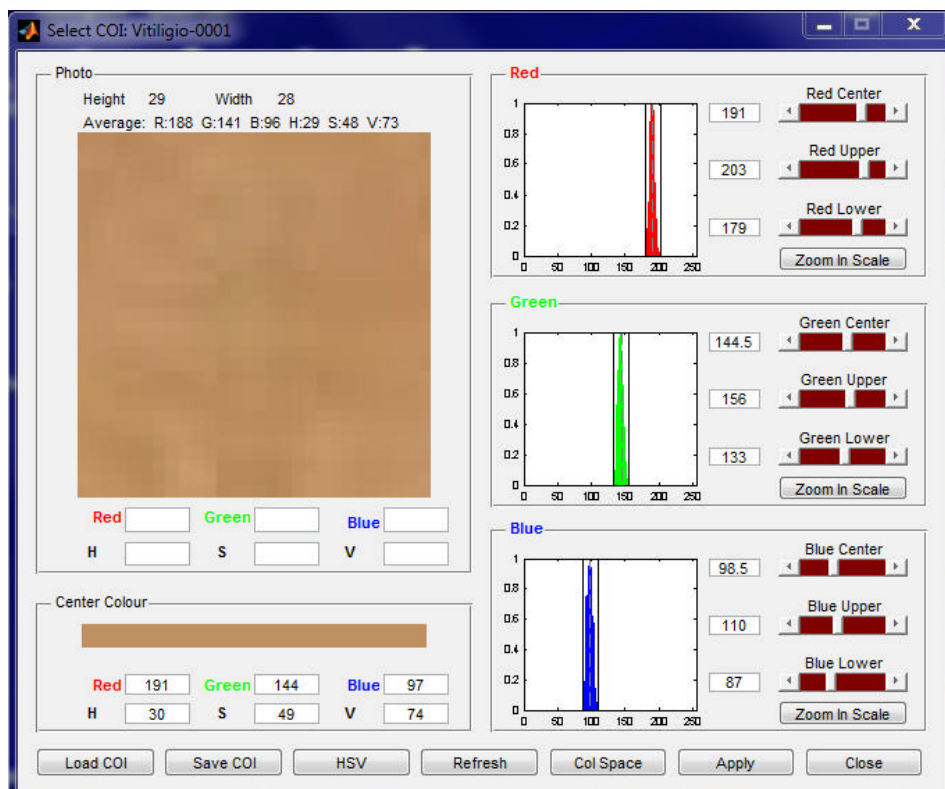 Select COI: Vitiligio-0001
Photo
Height 29 Width 28
Average: R:188 G:141 B:96 H:29 S:48 V:73
Red Green Blue
H S V
Center Colour
Red 191 Green 144 Blue 97
H 30 S 49 V 74
Red
1
0.8
0.6
0.4
0.2
0
0 50 100 150 200 250
Red Center
191
Red Upper
203
Red Lower
179
Zoom In Scale
Green
1
0.8
0.6
0.4
0.2
0
0 50 100 150 200 250
Green Center
144.5
Green Upper
156
Green Lower
133
Zoom In Scale
Blue
1
0.8
0.6
0.4
0.2
0
0 50 100 150 200 250
Blue Center
98.5
Blue Upper
110
Blue Lower
87
Zoom In Scale
Load COI Save COI HSV Refresh Col Space Apply Close